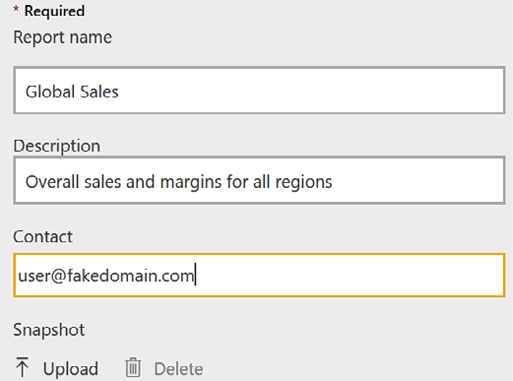 * Required
Report name
Global Sales
Description
Overall sales and margins for all regions
Contact
user@fakedomain.com
Snapshot
Upload Delete